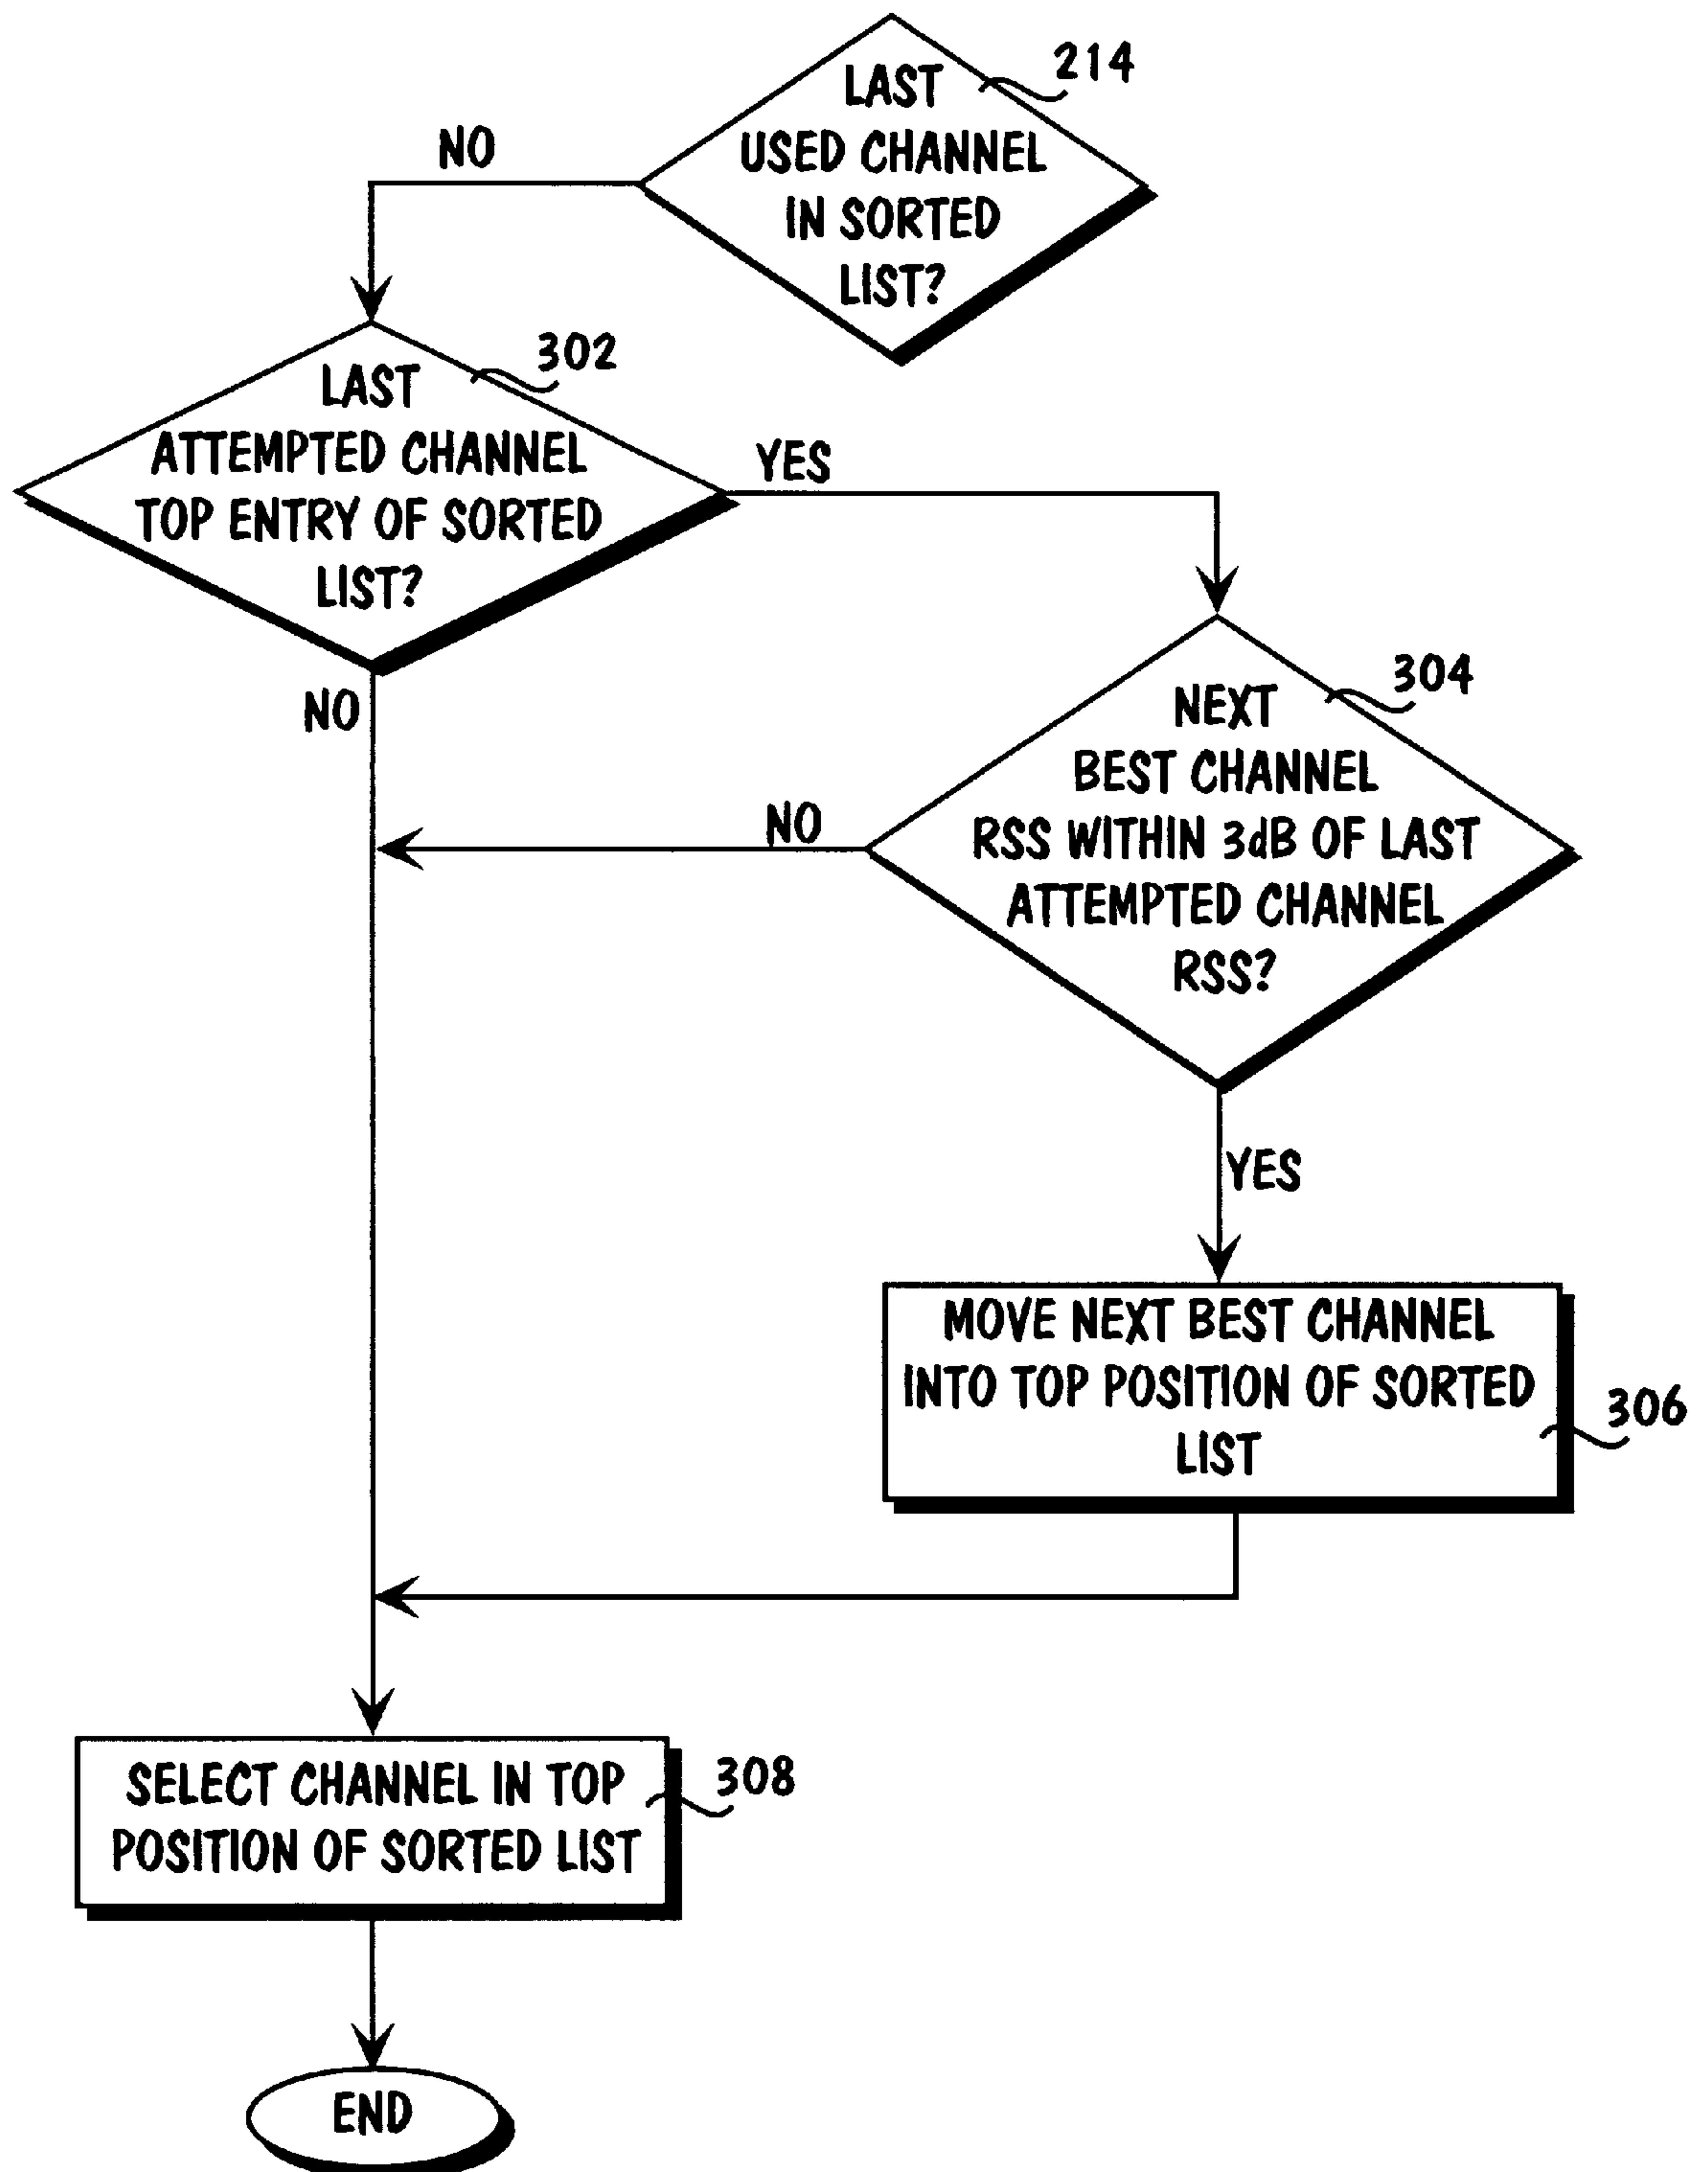 LAST
USED CHANNEL
IN SORTED
LIST?
214
NO
LAST
ATTEMPTED CHANNEL
TOP ENTRY OF SORTED
LIST?
302
YES
NO
NEXT
BEST CHANNEL
RSS WITHIN 3dB OF LAST
ATTEMPTED CHANNEL
RSS?
304
NO
YES
MOVE NEXT BEST CHANNEL
INTO TOP POSITION OF SORTED
LIST
306
SELECT CHANNEL IN TOP
POSITION OF SORTED LIST
308
END